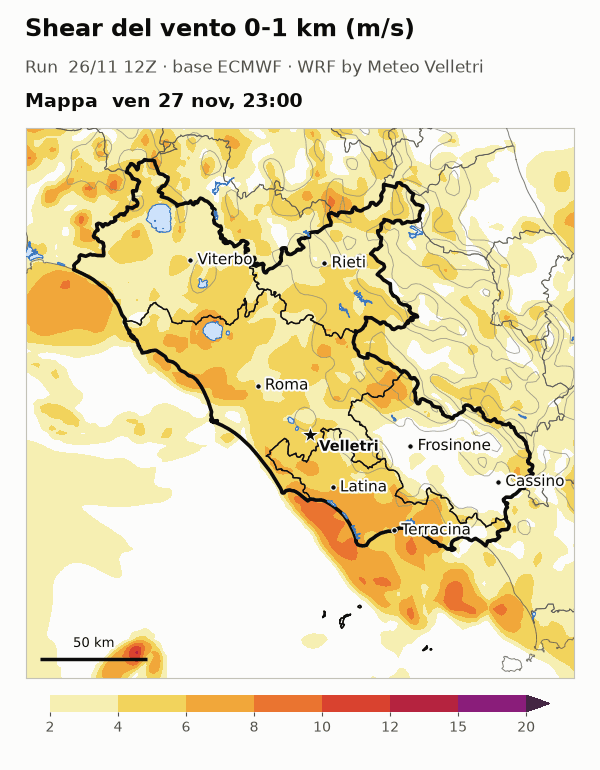 Shear del vento 0-1 km (m/s)
Run  26/11 12Z · base ECMWF · WRF by Meteo Velletri
Mappa  ven 27 nov, 23:00
Viterbo
Rieti
Roma
Velletri
Frosinone
Cassino
Latina
Terracina
50 km
2 4 6 8 10 12 15 20